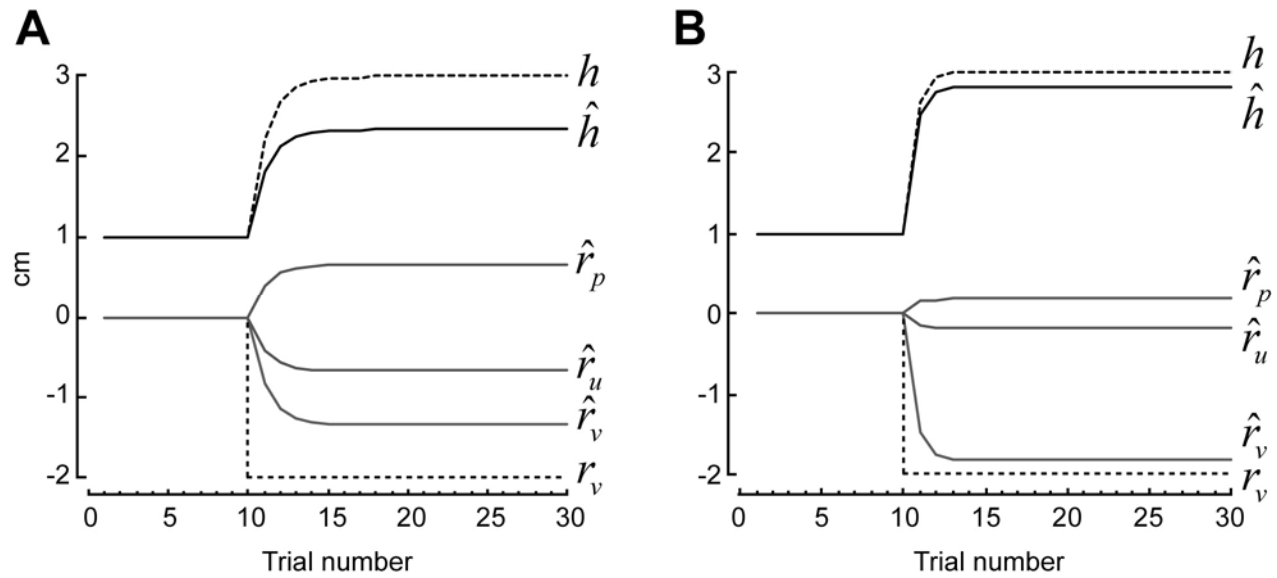 A
3
2
1
0
-1
-2
cm
h
ĥ
r̂ₚ
r̂ᵤ
r̂ᵥ
rᵥ
0 5 10 15 20 25 30
Trial number
B
3
2
1
0
-1
-2
h
ĥ
r̂ₚ
r̂ᵤ
r̂ᵥ
rᵥ
0 5 10 15 20 25 30
Trial number